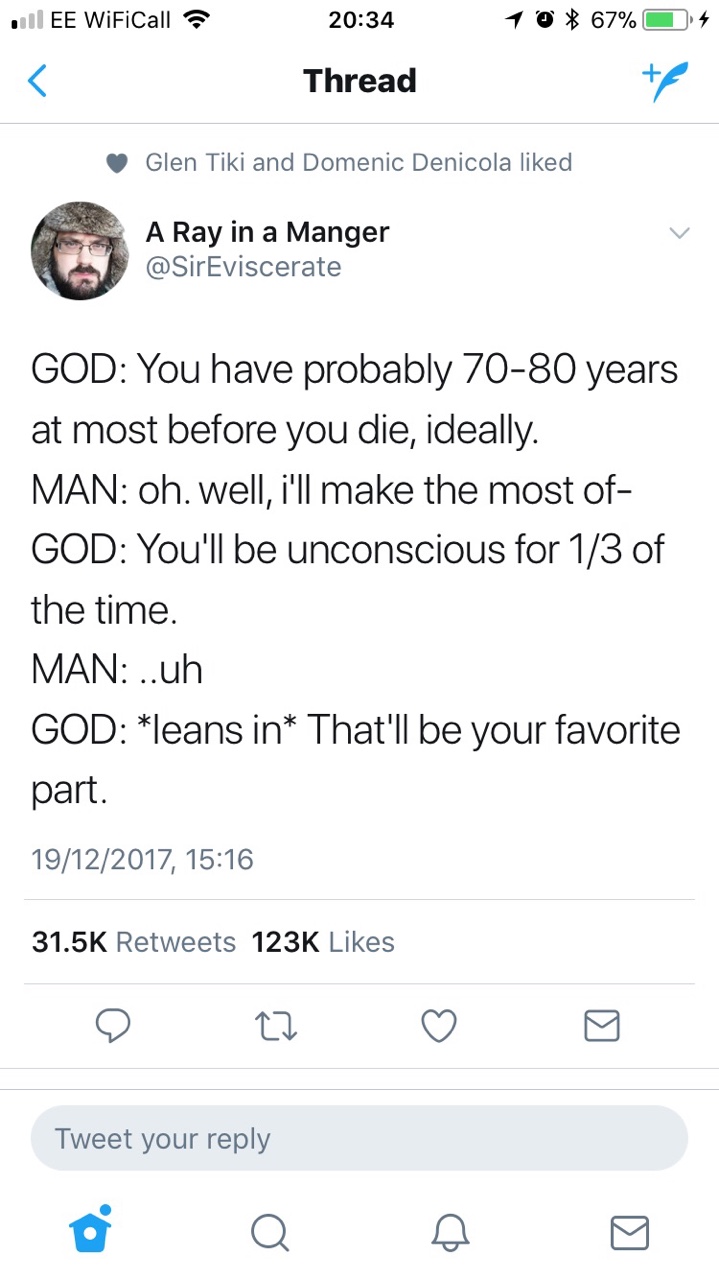 EE WiFiCall 20:34 67%
Thread
Glen Tiki and Domenic Denicola liked
A Ray in a Manger
@SirEviscerate
GOD: You have probably 70-80 years
at most before you die, ideally.
MAN: oh. well, i'll make the most of-
GOD: You'll be unconscious for 1/3 of
the time.
MAN: ..uh
GOD: *leans in* That'll be your favorite
part.
19/12/2017, 15:16
31.5K Retweets 123K Likes
Tweet your reply